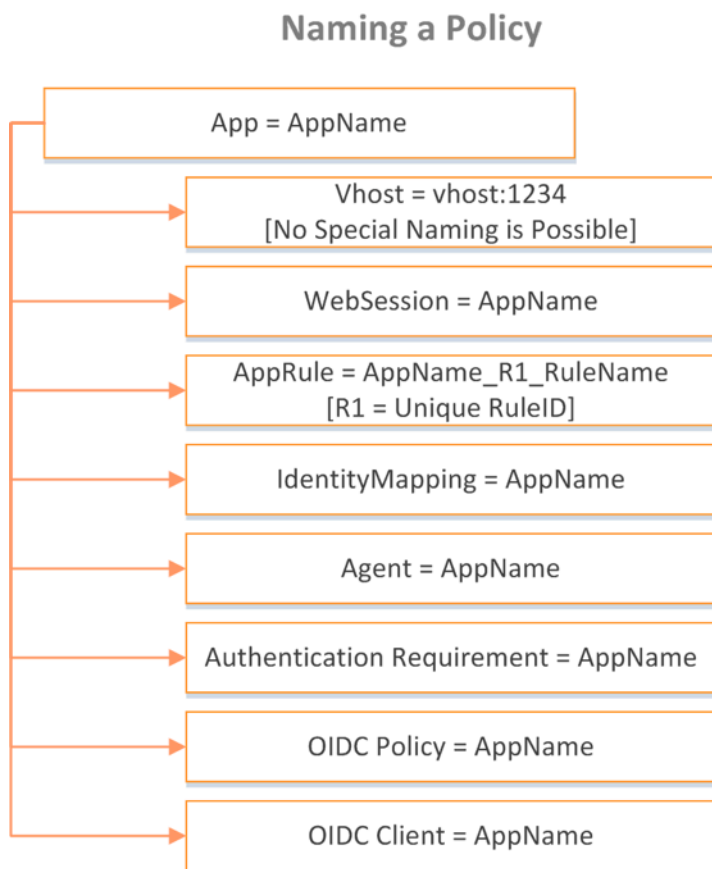 Naming a Policy
App = AppName
Vhost = vhost:1234
[No Special Naming is Possible]
WebSession = AppName
AppRule = AppName_R1_RuleName
[R1 = Unique RuleID]
IdentityMapping = AppName
Agent = AppName
Authentication Requirement = AppName
OIDC Policy = AppName
OIDC Client = AppName